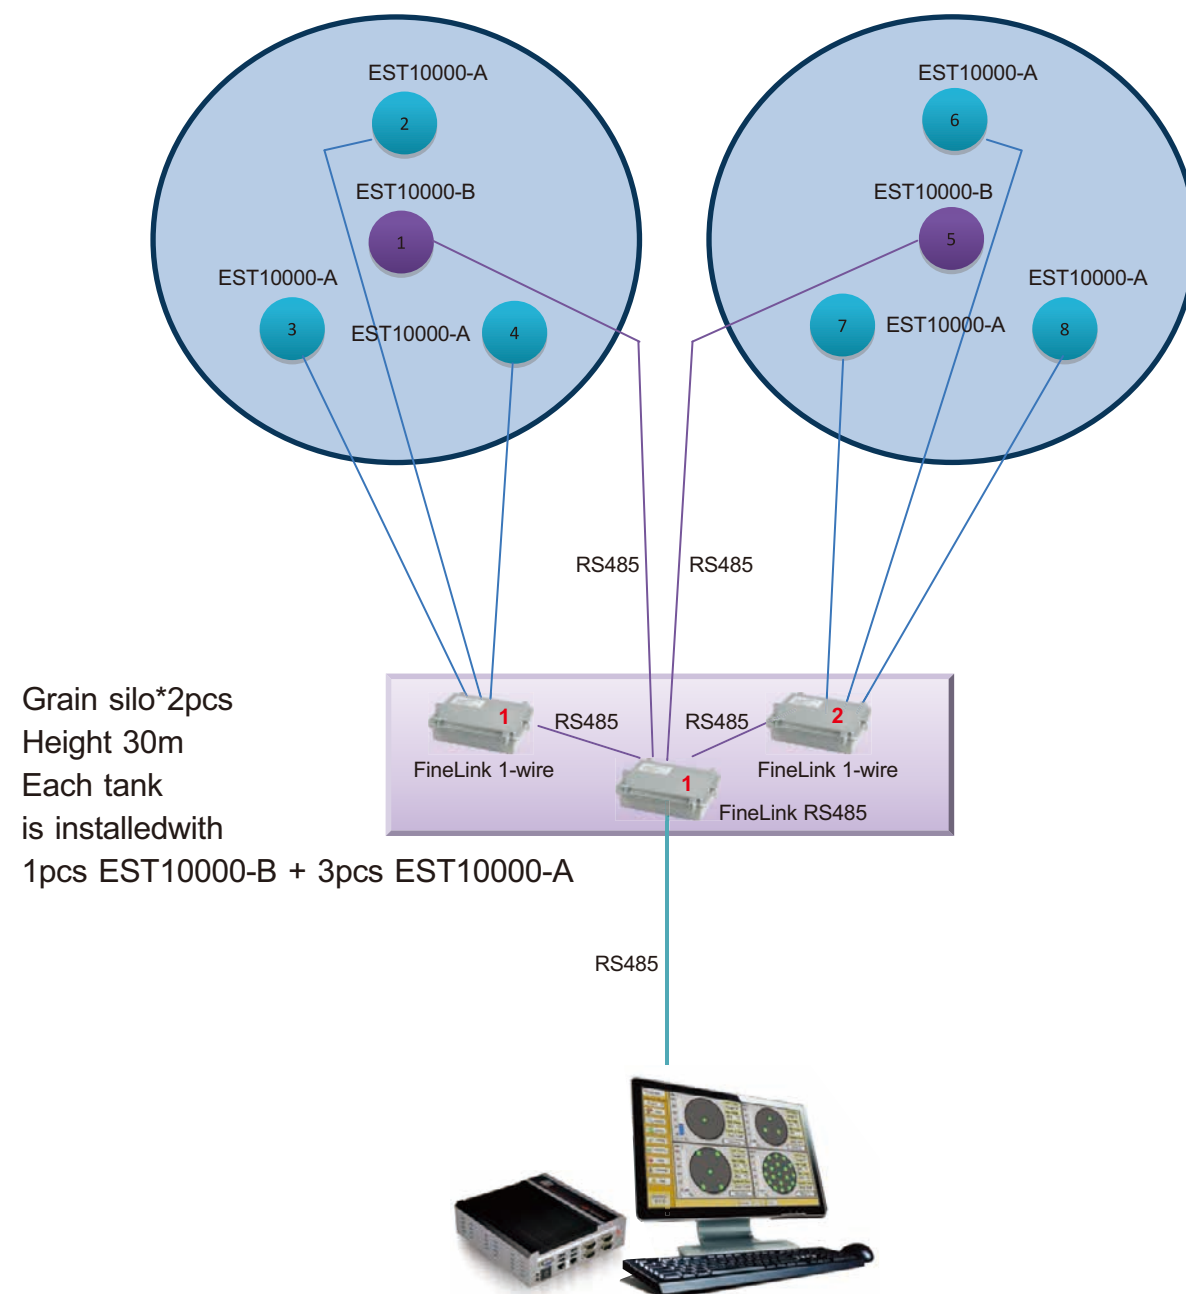 EST10000-A
EST10000-A
2
6
EST10000-B
EST10000-B
1
5
EST10000-A
EST10000-A
3
EST10000-A
4
7
EST10000-A
8
RS485
RS485
Grain silo*2pcs
Height 30m
Each tank
is installedwith
1pcs EST10000-B + 3pcs EST10000-A
1
RS485
RS485
2
FineLink 1-wire
FineLink 1-wire
1
FineLink RS485
RS485